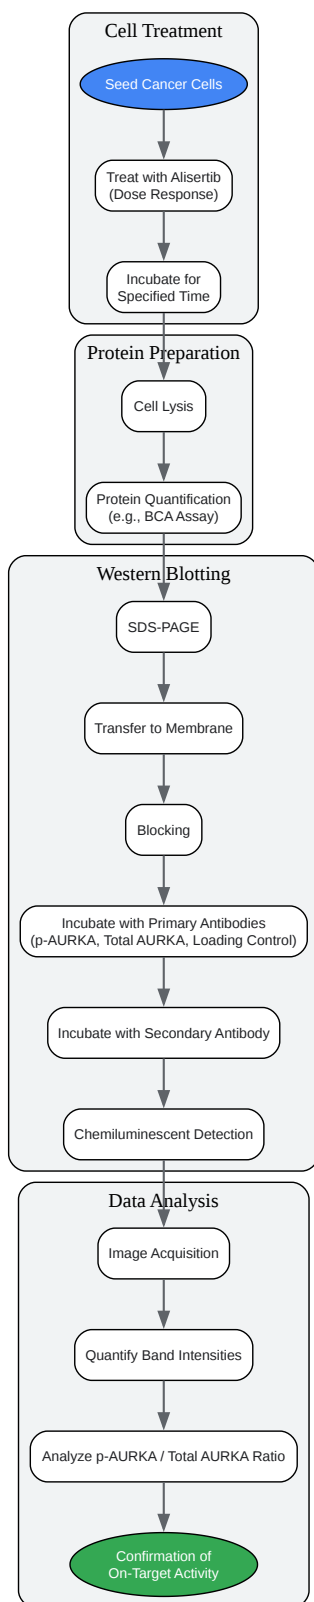 Cell Treatment
Seed Cancer Cells
Treat with Alisertib
(Dose Response)
Incubate for
Specified Time
Protein Preparation
Cell Lysis
Protein Quantification
(e.g., BCA Assay)
Western Blotting
SDS-PAGE
Transfer to Membrane
Blocking
Incubate with Primary Antibodies
(p-AURKA, Total AURKA, Loading Control)
Incubate with Secondary Antibody
Chemiluminescent Detection
Data Analysis
Image Acquisition
Quantify Band Intensities
Analyze p-AURKA / Total AURKA Ratio
Confirmation of
On-Target Activity